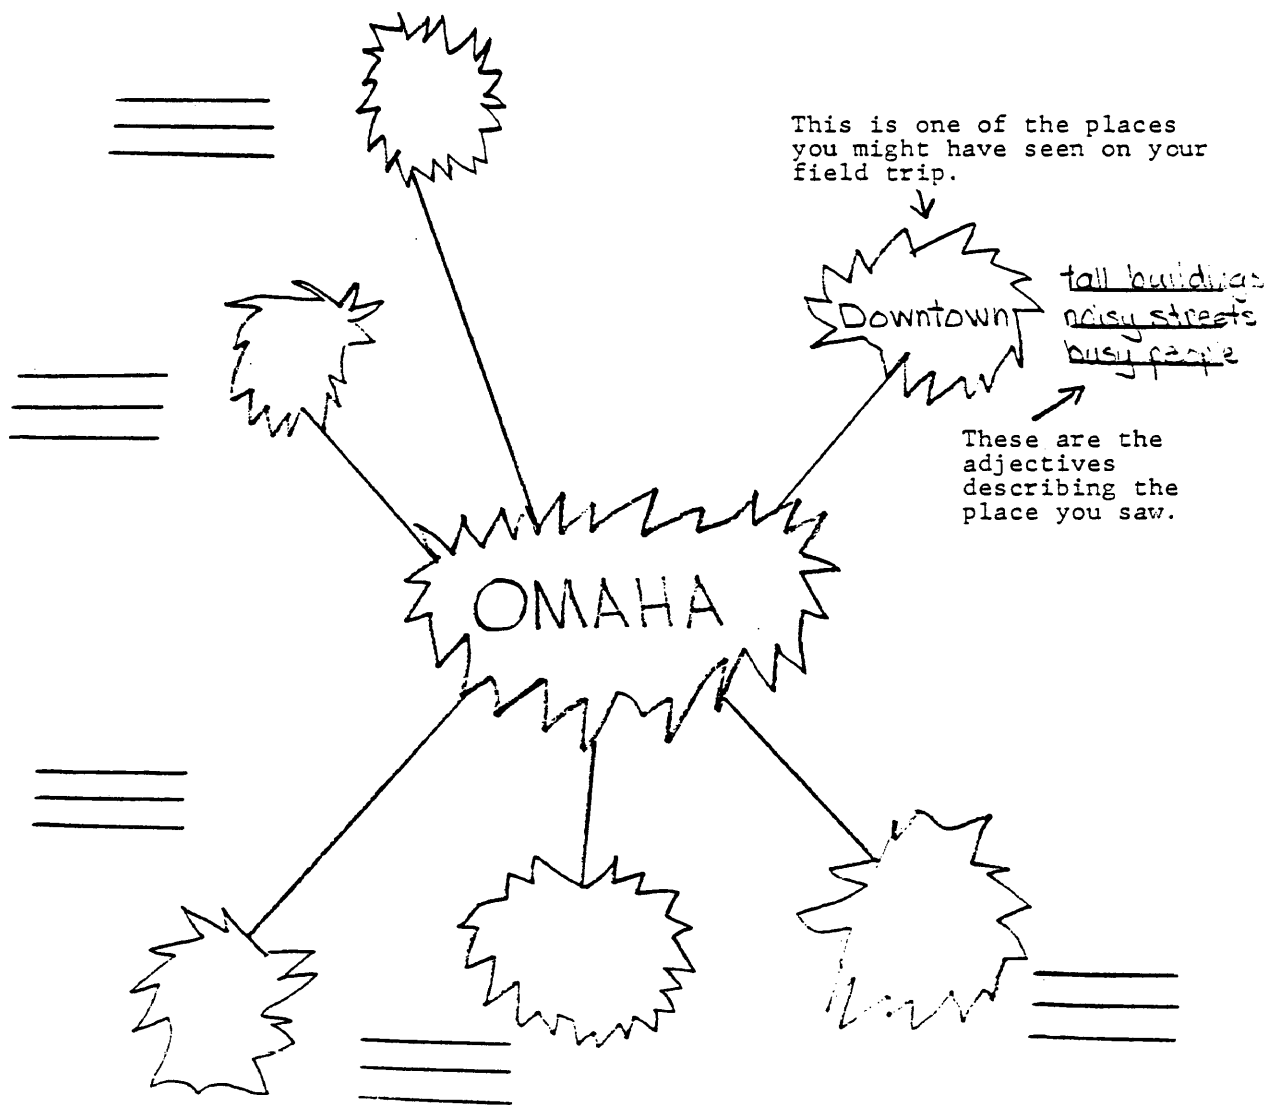 This is one of the places
you might have seen on your
field trip.
Downtown
tall buildings
noisy streets
busy people
These are the
adjectives
describing the
place you saw.
OMAHA